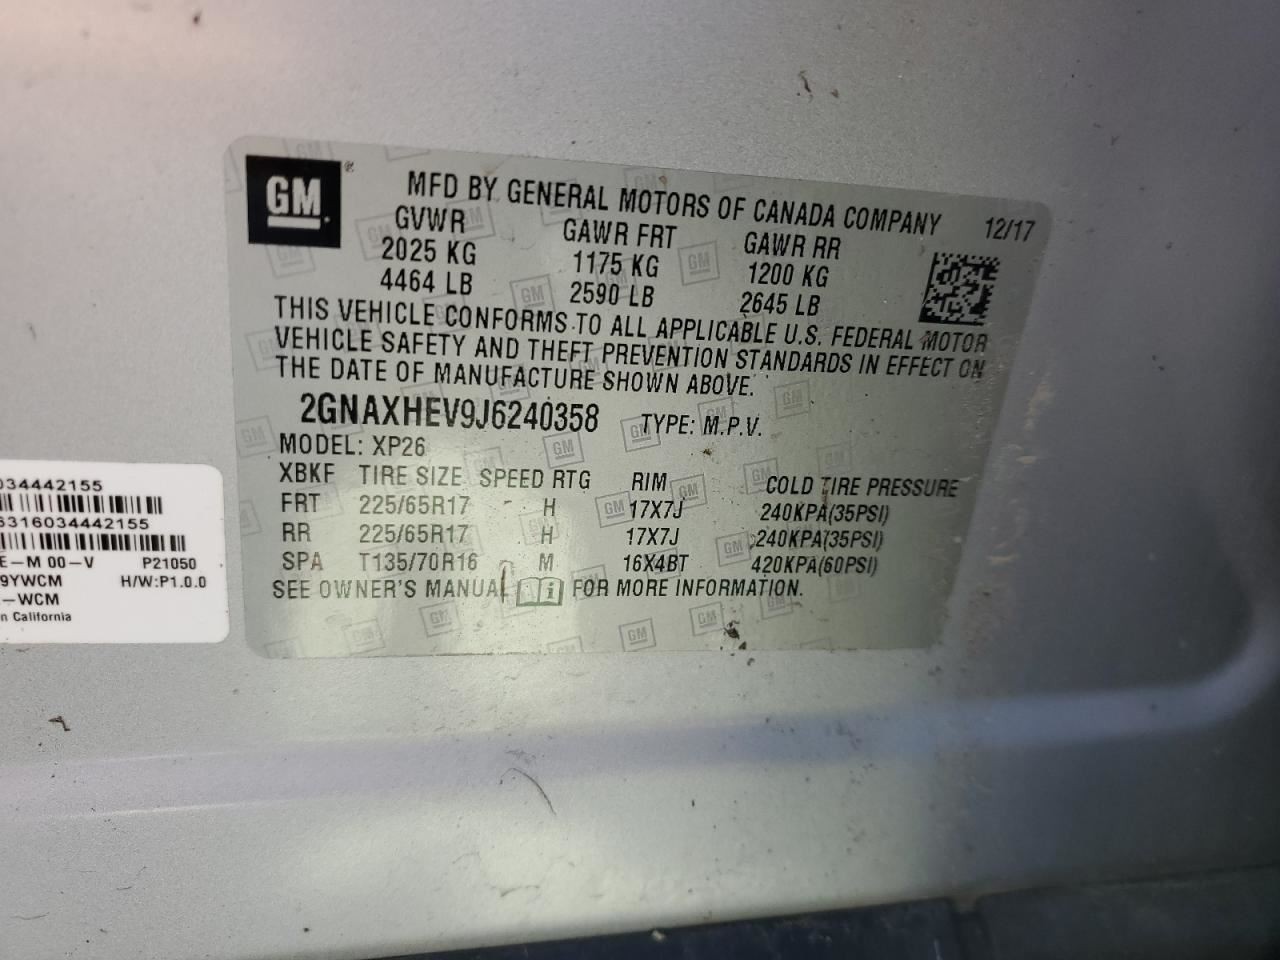 GM
®
MFD BY GENERAL MOTORS OF CANADA COMPANY 12/17
GVWR GAWR FRT GAWR RR
2025 KG 1175 KG 1200 KG
4464 LB 2590 LB 2645 LB
THIS VEHICLE CONFORMS TO ALL APPLICABLE U.S. FEDERAL MOTOR
VEHICLE SAFETY AND THEFT PREVENTION STANDARDS IN EFFECT ON
THE DATE OF MANUFACTURE SHOWN ABOVE.
2GNAXHEV9J6240358 TYPE: M.P.V.
MODEL: XP26
XBKF TIRE SIZE SPEED RTG RIM COLD TIRE PRESSURE
FRT 225/65R17 H 17X7J 240KPA(35PSI)
RR 225/65R17 H 17X7J 240KPA(35PSI)
SPA T135/70R16 M 16X4BT 420KPA(60PSI)
SEE OWNER'S MANUAL FOR MORE INFORMATION.
034442155
6316034442155
E-M 00-V P21050
9YWCM H/W:P1.0.0
-WCM
n California